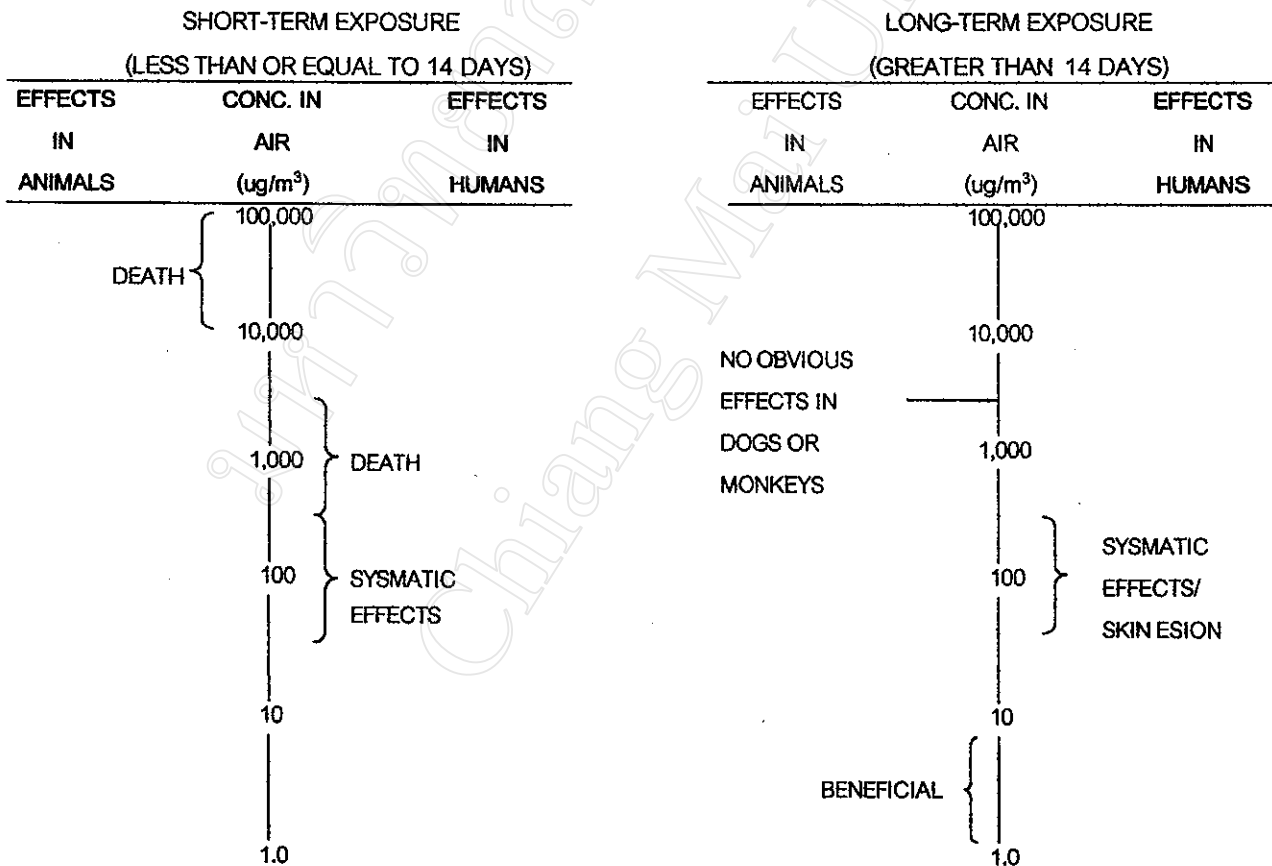 SHORT-TERM EXPOSURE
(LESS THAN OR EQUAL TO 14 DAYS)
EFFECTS IN ANIMALS
CONC. IN AIR (ug/m³)
EFFECTS IN HUMANS
100,000
DEATH
10,000
1,000
DEATH
100
SYSMATIC
EFFECTS
10
1.0
LONG-TERM EXPOSURE
(GREATER THAN 14 DAYS)
EFFECTS IN ANIMALS
CONC. IN AIR (ug/m³)
EFFECTS IN HUMANS
100,000
10,000
NO OBVIOUS
EFFECTS IN
DOGS OR
MONKEYS
1,000
SYSMATIC
EFFECTS/
SKIN ESION
100
10
BENEFICIAL
1.0
Chiang Mai U